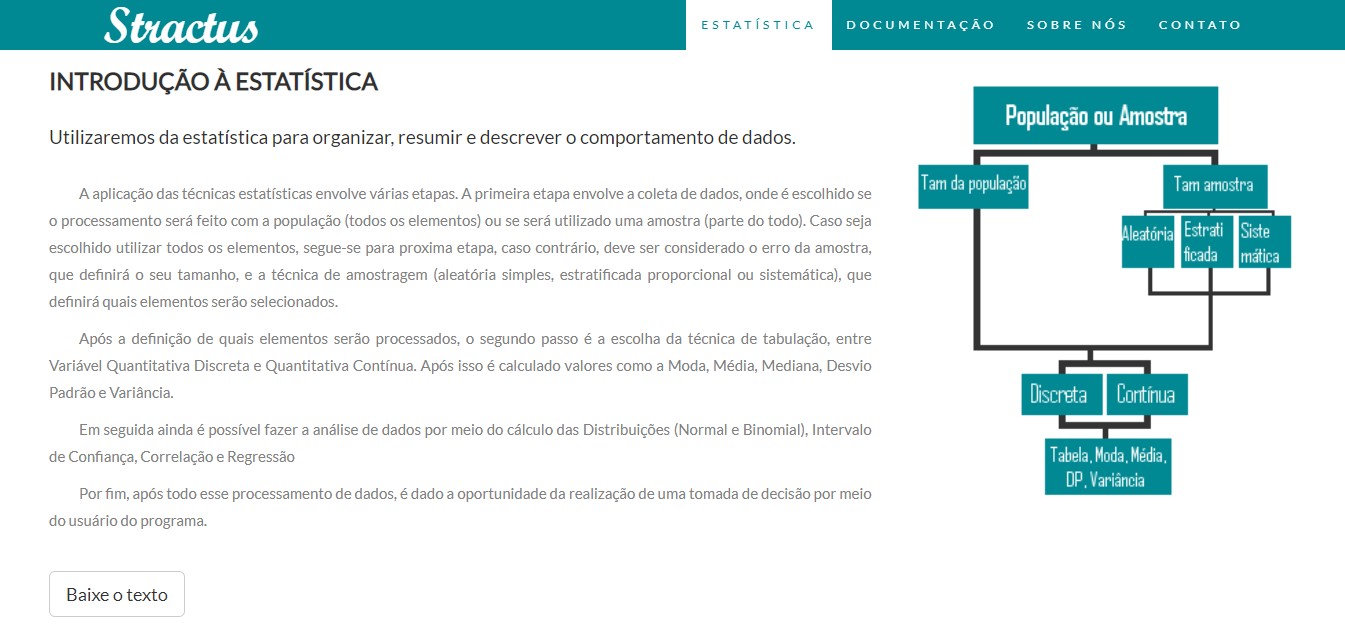 Stractus
ESTATÍSTICA
DOCUMENTAÇÃO
SOBRE NÓS
CONTATO
INTRODUÇÃO À ESTATÍSTICA
Utilizaremos da estatística para organizar, resumir e descrever o comportamento de dados.
A aplicação das técnicas estatísticas envolve várias etapas. A primeira etapa envolve a coleta de dados, onde é escolhido se
o processamento será feito com a população (todos os elementos) ou se será utilizado uma amostra (parte do todo). Caso seja
escolhido utilizar todos os elementos, segue-se para proxima etapa, caso contrário, deve ser considerado o erro da amostra,
que definirá o seu tamanho, e a técnica de amostragem (aleatória simples, estratificada proporcional ou sistemática), que
definirá quais elementos serão selecionados.
Após a definição de quais elementos serão processados, o segundo passo é a escolha da técnica de tabulação, entre
Variável Quantitativa Discreta e Quantitativa Contínua. Após isso é calculado valores como a Moda, Média, Mediana, Desvio
Padrão e Variância.
Em seguida ainda é possível fazer a análise de dados por meio do cálculo das Distribuições (Normal e Binomial), Intervalo
de Confiança, Correlação e Regressão
Por fim, após todo esse processamento de dados, é dado a oportunidade da realização de uma tomada de decisão por meio
do usuário do programa.
Baixe o texto
População ou Amostra
Tam da população
Tam amostra
Aleatória
Estrati
ficada
Siste
mática
Discreta
Contínua
Tabela, Moda, Média,
DP, Variância